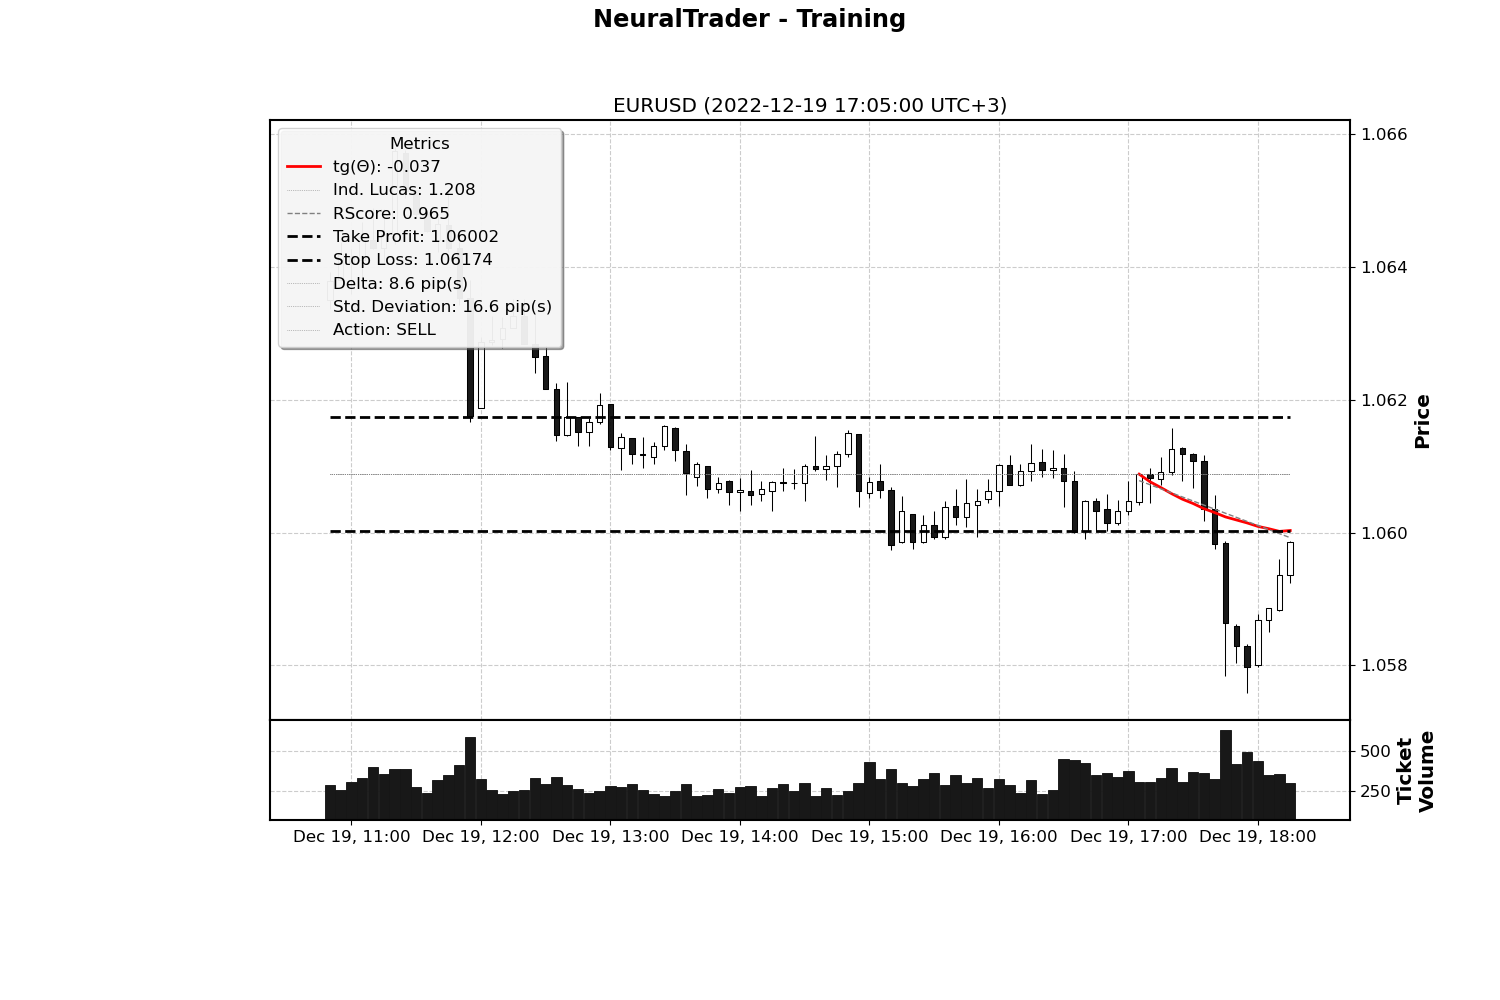 NeuralTrader - Training
EURUSD (2022-12-19 17:05:00 UTC+3)
Metrics
tg(Θ): -0.037
Ind. Lucas: 1.208
RScore: 0.965
Take Profit: 1.06002
Stop Loss: 1.06174
Delta: 8.6 pip(s)
Std. Deviation: 16.6 pip(s)
Action: SELL
1.066
1.064
1.062
1.060
1.058
Price
500
250
Ticket
Volume
Dec 19, 11:00
Dec 19, 12:00
Dec 19, 13:00
Dec 19, 14:00
Dec 19, 15:00
Dec 19, 16:00
Dec 19, 17:00
Dec 19, 18:00